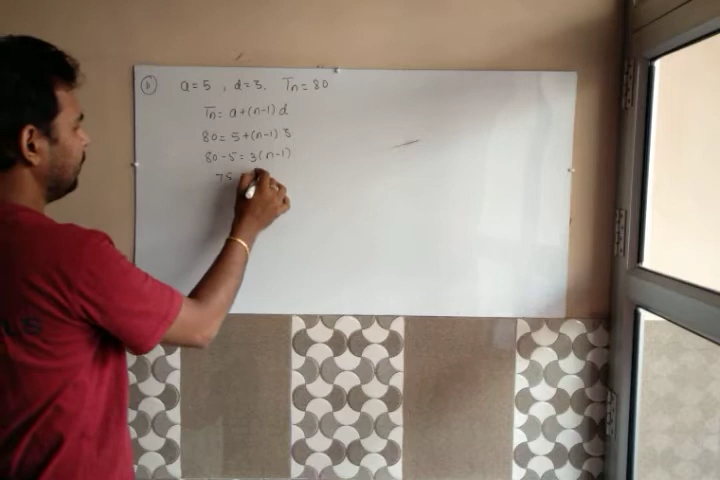 ① a = 5 , d = 3. Tn = 80
Tn = a + (n-1) d
80 = 5 + (n-1) 3
80 - 5 = 3 (n-1)
75